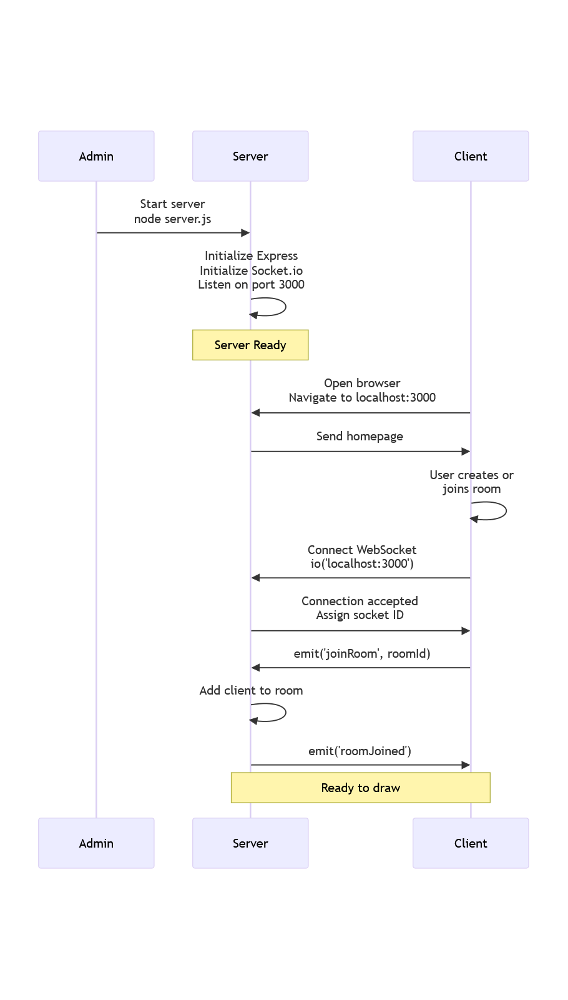 Admin
Server
Client
Start server
node server.js
Initialize Express
Initialize Socket.io
Listen on port 3000
Server Ready
Open browser
Navigate to localhost:3000
Send homepage
User creates or
joins room
Connect WebSocket
io('localhost:3000')
Connection accepted
Assign socket ID
emit('joinRoom', roomId)
Add client to room
emit('roomJoined')
Ready to draw
Admin
Server
Client